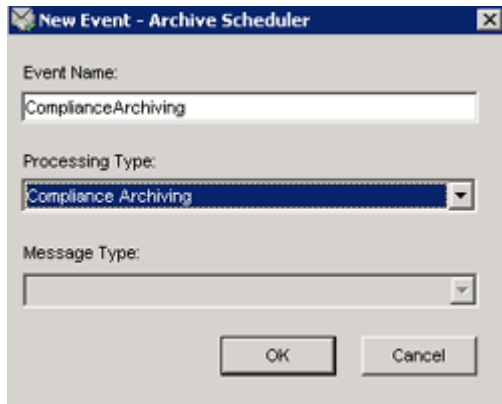 New Event - Archive Scheduler
Event Name:
ComplianceArchiving
Processing Type:
Compliance Archiving
Message Type:
OK Cancel